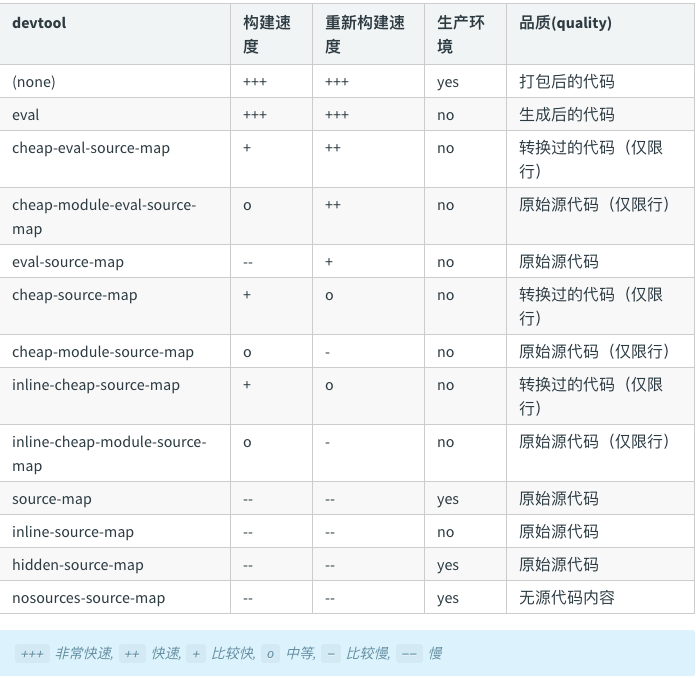 devtool 构建速度 重新构建速度 生产环境 品质(quality)
(none) +++ +++ yes 打包后的代码
eval +++ +++ no 生成后的代码
cheap-eval-source-map + ++ no 转换过的代码（仅限行）
cheap-module-eval-source-map o ++ no 原始源代码（仅限行）
eval-source-map -- + no 原始源代码
cheap-source-map + o no 转换过的代码（仅限行）
cheap-module-source-map o - no 原始源代码（仅限行）
inline-cheap-source-map + o no 转换过的代码（仅限行）
inline-cheap-module-source-map o - no 原始源代码（仅限行）
source-map -- -- yes 原始源代码
inline-source-map -- -- no 原始源代码
hidden-source-map -- -- yes 原始源代码
nosources-source-map -- -- yes 无源代码内容
+++ 非常快速, ++ 快速, + 比较快, o 中等, - 比较慢, -- 慢